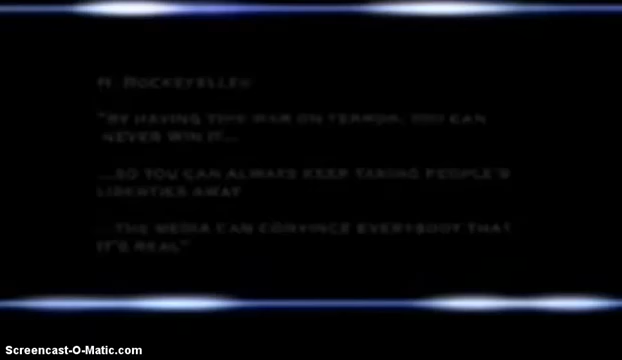 N. ROCKEFELLER
"BY HAVING THIS WAR ON TERROR, YOU CAN
NEVER WIN IT...
...SO YOU CAN ALWAYS KEEP TAKING PEOPLE'S
LIBERTIES AWAY
...THE MEDIA CAN CONVINCE EVERYBODY THAT
IT'S REAL"
Screencast-O-Matic.com